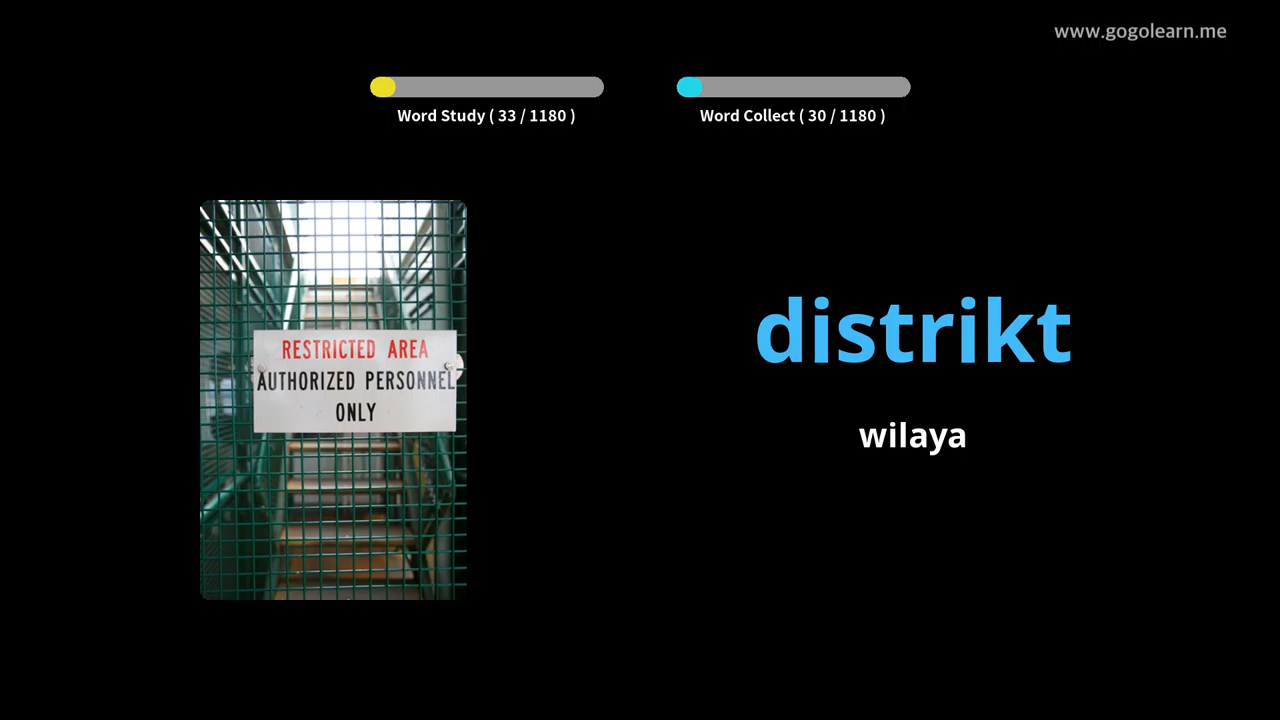 www.gogolearn.me
Word Study ( 33 / 1180 )
Word Collect ( 30 / 1180 )
RESTRICTED AREA
AUTHORIZED PERSONNEL
ONLY
distrikt
wilaya